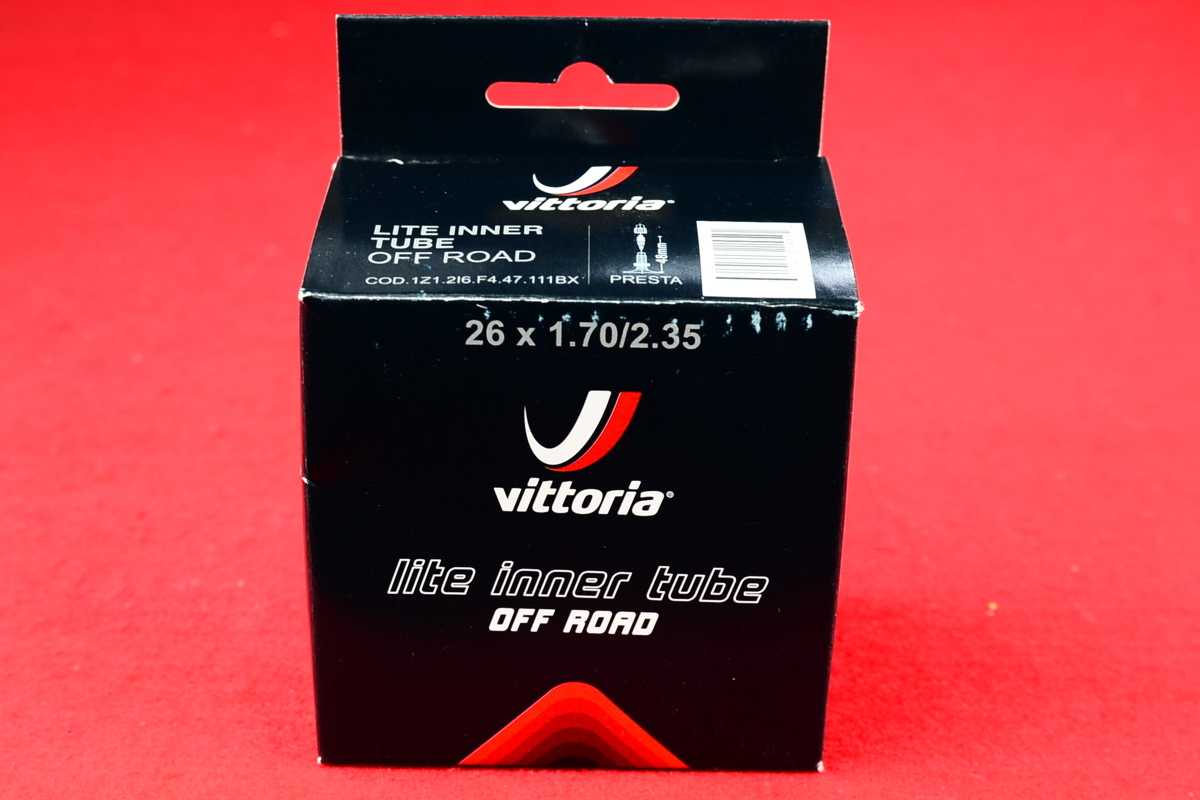 vittoria®
LITE INNER
TUBE
OFF ROAD
COD.1Z1.2I6.F4.47.111BX
48mm
PRESTA
26 x 1.70/2.35
vittoria®
lite inner tube
OFF ROAD